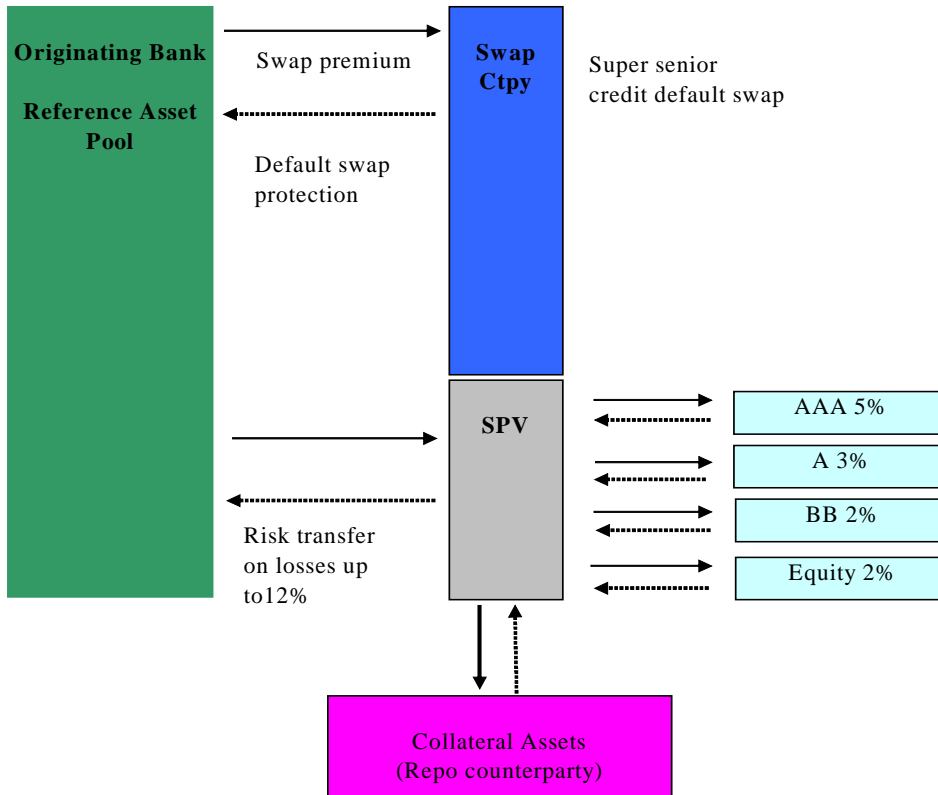 Originating Bank
Reference Asset
Pool
Swap premium
Default swap
protection
Swap
Ctpy
Super senior
credit default swap
SPV
Risk transfer
on losses up
to12%
AAA 5%
A 3%
BB 2%
Equity 2%
Collateral Assets
(Repo counterparty)